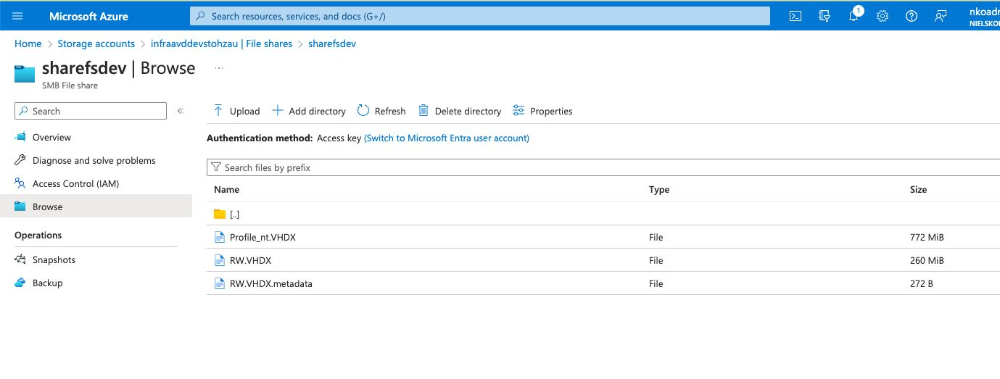 Microsoft Azure
Search resources, services, and docs (G+/)
1
Home > Storage accounts > infraavddevstohzau | File shares > sharefsdev
sharefsdev | Browse ...
SMB File share
Search
«
Upload
Add directory
Refresh
Delete directory
Properties
Overview
Diagnose and solve problems
Access Control (IAM)
Browse
Operations
Snapshots
Backup
Authentication method: Access key (Switch to Microsoft Entra user account)
Search files by prefix
Name Type Size
[..]
Profile_nt.VHDX File 772 MiB
RW.VHDX File 260 MiB
RW.VHDX.metadata File 272 B